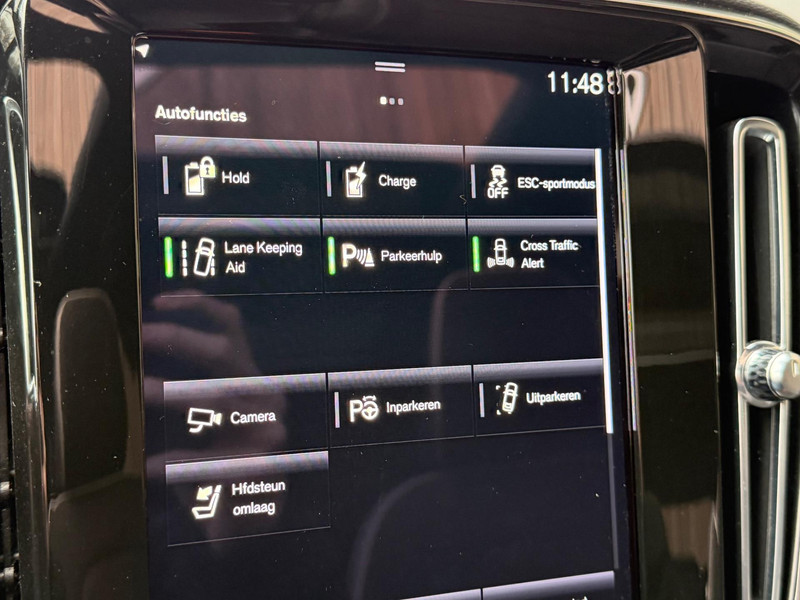 11:48
Autofuncties
Hold
Charge
OFF
ESC-sportmodus
Lane Keeping
Aid
P
Parkeerhulp
Cross Traffic
Alert
Camera
P
Inparkeren
Uitparkeren
Hfdsteun
omlaag